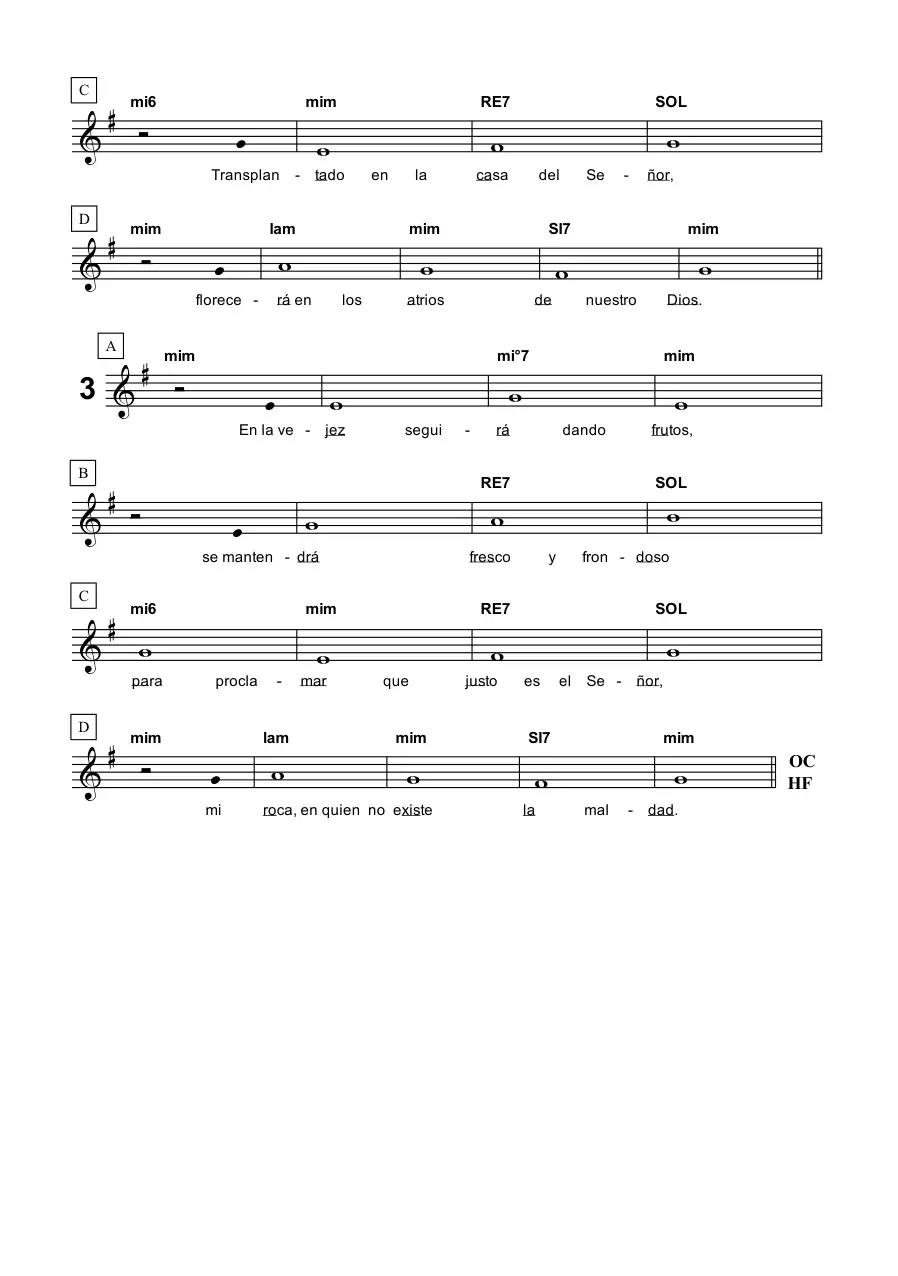 C
mi6 mim RE7 SOL
Transplan - tado en la casa del Se - ñor,
D
mim lam mim SI7 mim
florece - rá en los atrios de nuestro Dios.
A
mim mi°7 mim
3
En la ve - jez segui - rá dando frutos,
B
RE7 SOL
se manten - drá fresco y fron - doso
C
mi6 mim RE7 SOL
para procla - mar que justo es el Se - ñor,
D
mim lam mim SI7 mim
OC
HF
mi roca, en quien no existe la mal - dad.